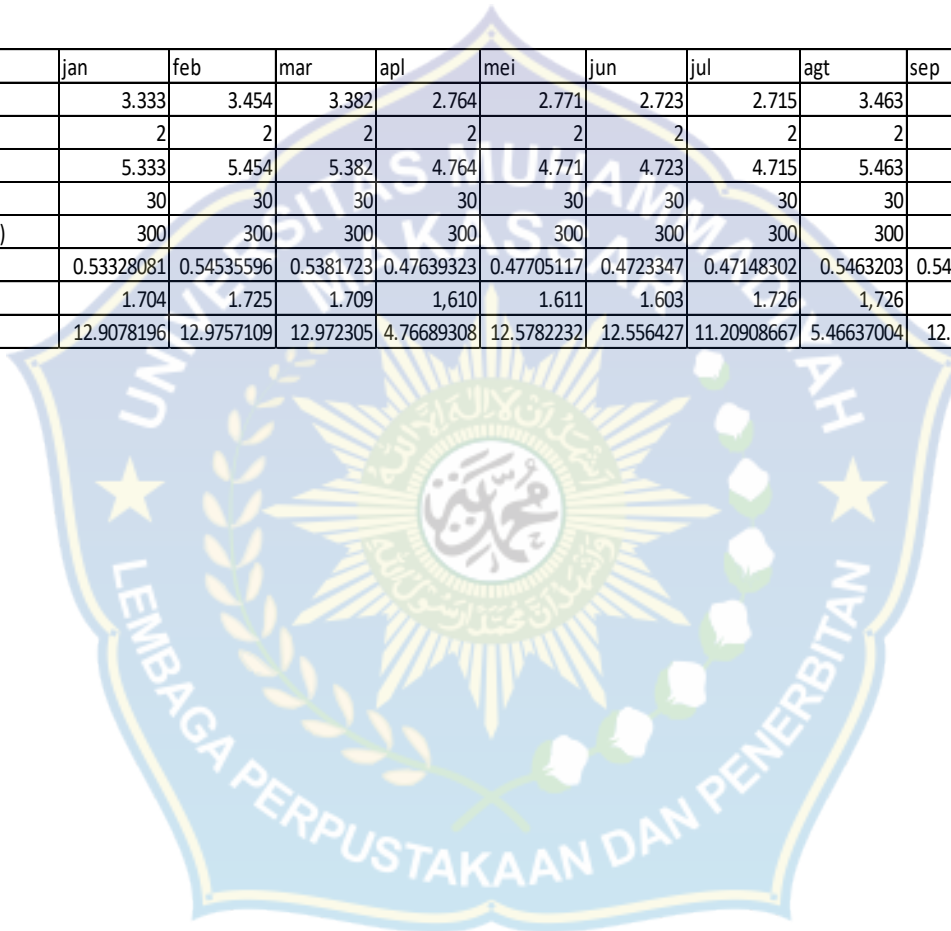 jan feb mar apl mei jun jul agt sep
3.333 3.454 3.382 2.764 2.771 2.723 2.715 3.463
2 2 2 2 2 2 2 2
5.333 5.454 5.382 4.764 4.771 4.723 4.715 5.463
30 30 30 30 30 30 30 30
) 300 300 300 300 300 300 300 300
0.53328081 0.54535596 0.5381723 0.47639323 0.47705117 0.4723347 0.47148302 0.5463203 0.54
1.704 1.725 1.709 1,610 1.611 1.603 1.726 1,726
12.9078196 12.9757109 12.972305 4.76689308 12.5782232 12.556427 11.20908667 5.46637004 12.
UNIVERSITAS MUHAMMADIYAH
MAKASSAR
LEMBAGA PERPUSTAKAAN DAN PENERBITAN